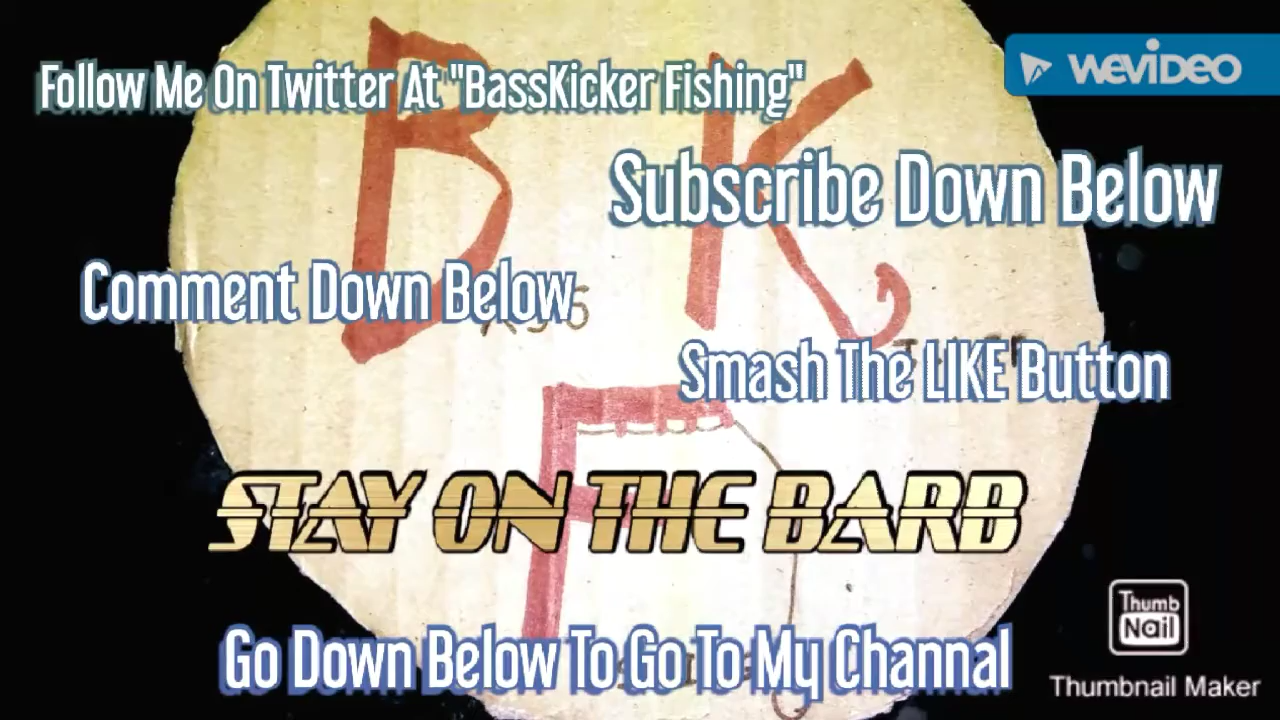 B K
WEVIDEO
Follow Me On Twitter At "BassKicker Fishing"
Subscribe Down Below
Comment Down Below
Smash The LIKE Button
F
STAY ON THE BARB
Thumb
Nail
Go Down Below To Go To My Channal
Thumbnail Maker